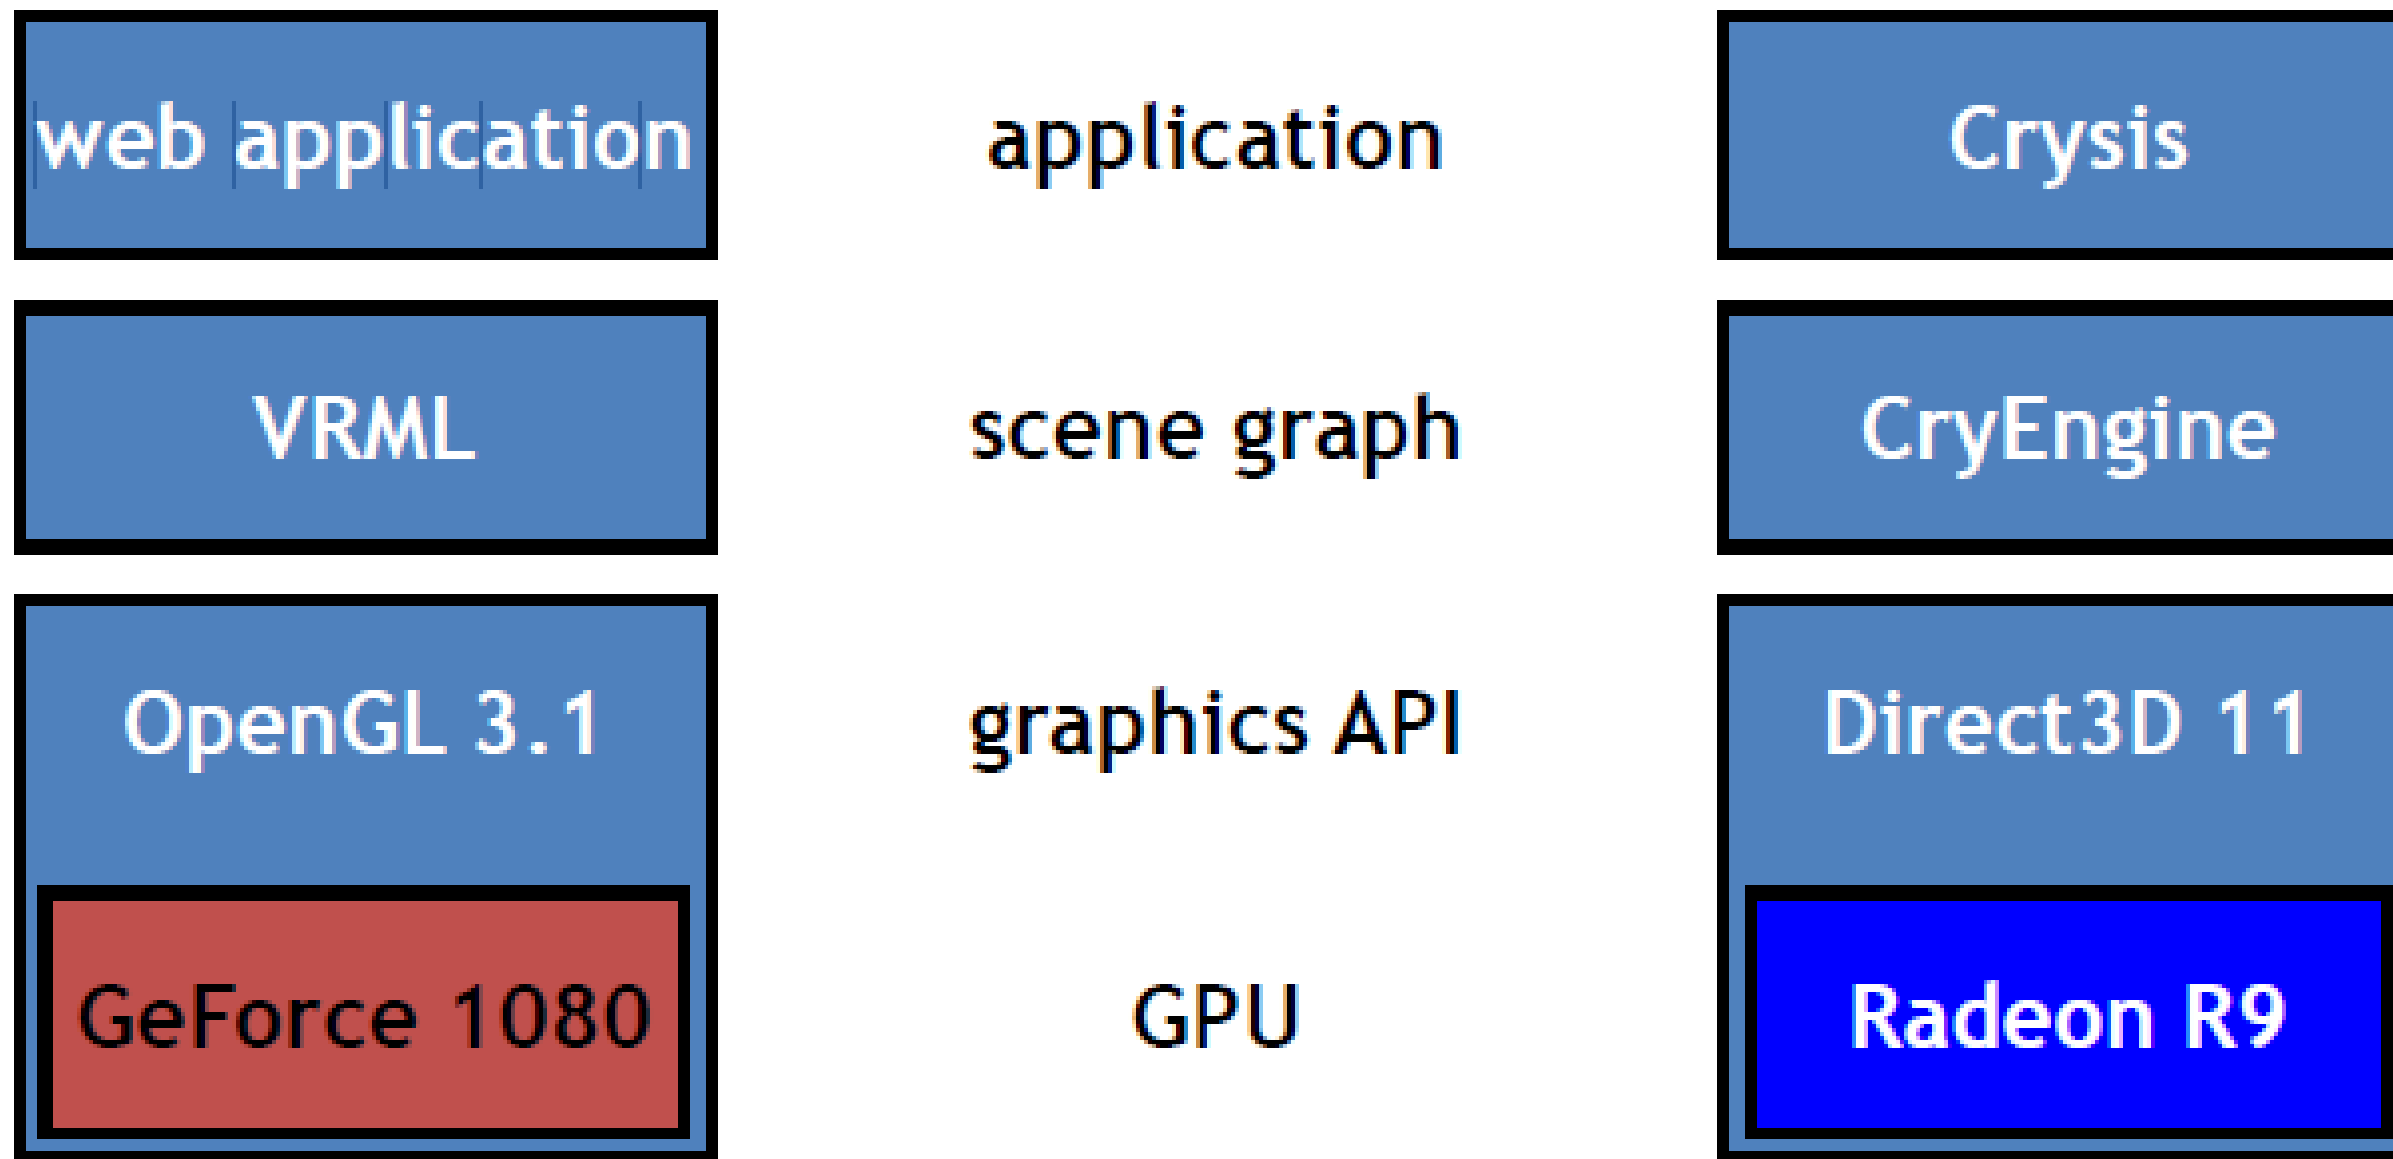 web application
application
Crysis
VRML
scene graph
CryEngine
OpenGL 3.1
graphics API
Direct3D 11
GeForce 1080
GPU
Radeon R9